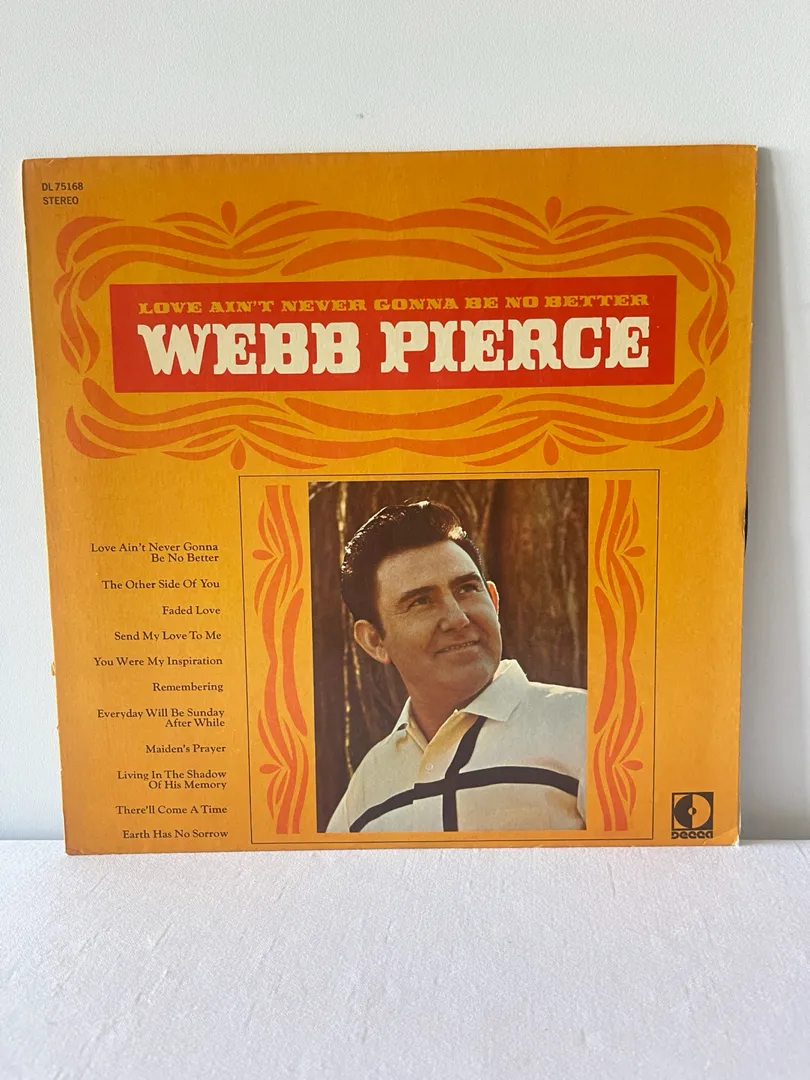 DL 75168
STEREO
LOVE AIN'T NEVER GONNA BE NO BETTER
WEBB PIERCE
Love Ain't Never Gonna
Be No Better
The Other Side Of You
Faded Love
Send My Love To Me
You Were My Inspiration
Remembering
Everyday Will Be Sunday
After While
Maiden's Prayer
Living In The Shadow
Of His Memory
There'll Come A Time
Earth Has No Sorrow
DECCA